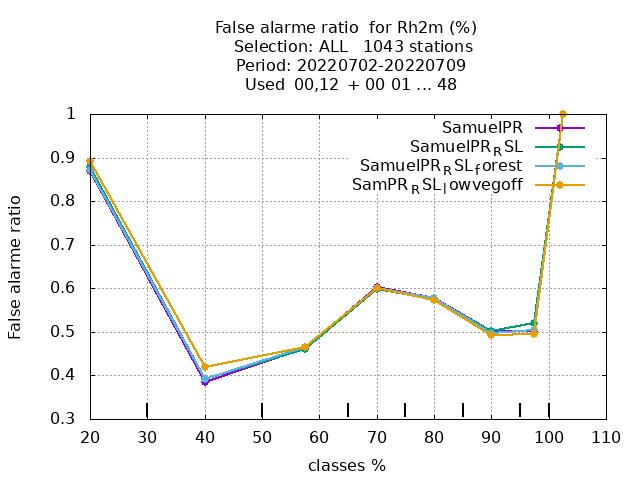 False alarme ratio  for Rh2m (%)
Selection: ALL   1043 stations
Period: 20220702-20220709
Used  00,12  + 00 01 ... 48
False alarme ratio
1
0.9
0.8
0.7
0.6
0.5
0.4
0.3
SamuelPR
SamuelPR_RSL
SamuelPR_RSL_forest
SamPR_RSL_lowvegoff
20 30 40 50 60 70 80 90 100 110
classes %